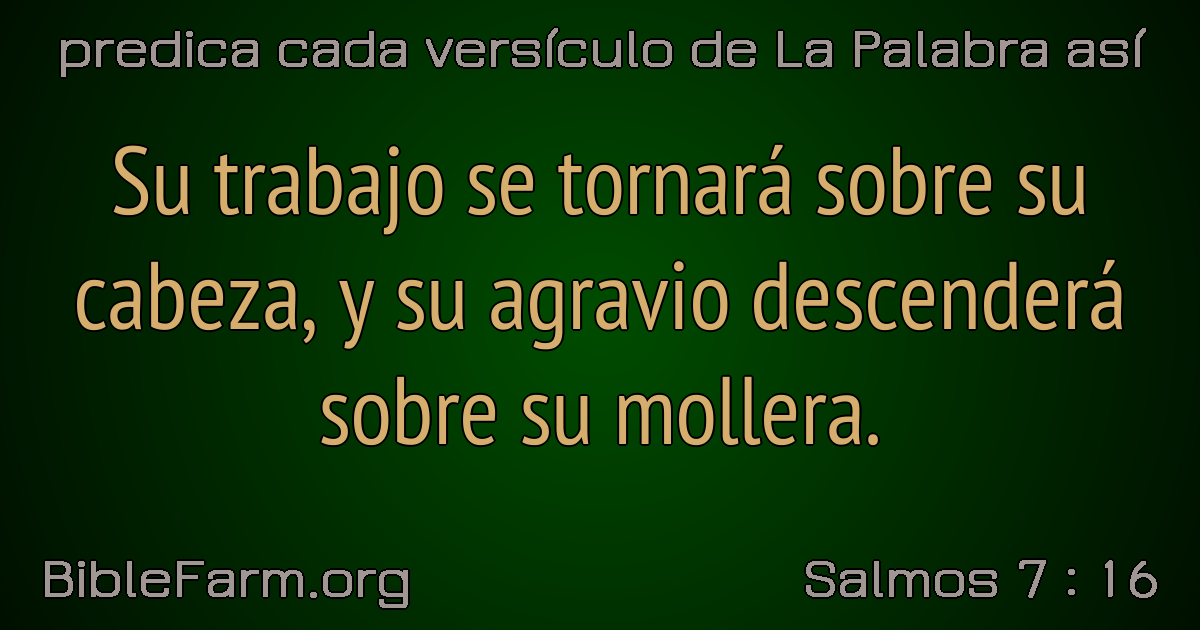 predica cada versículo de La Palabra así
Su trabajo se tornará sobre su
cabeza, y su agravio descenderá
sobre su mollera.
BibleFarm.org
Salmos 7 : 16